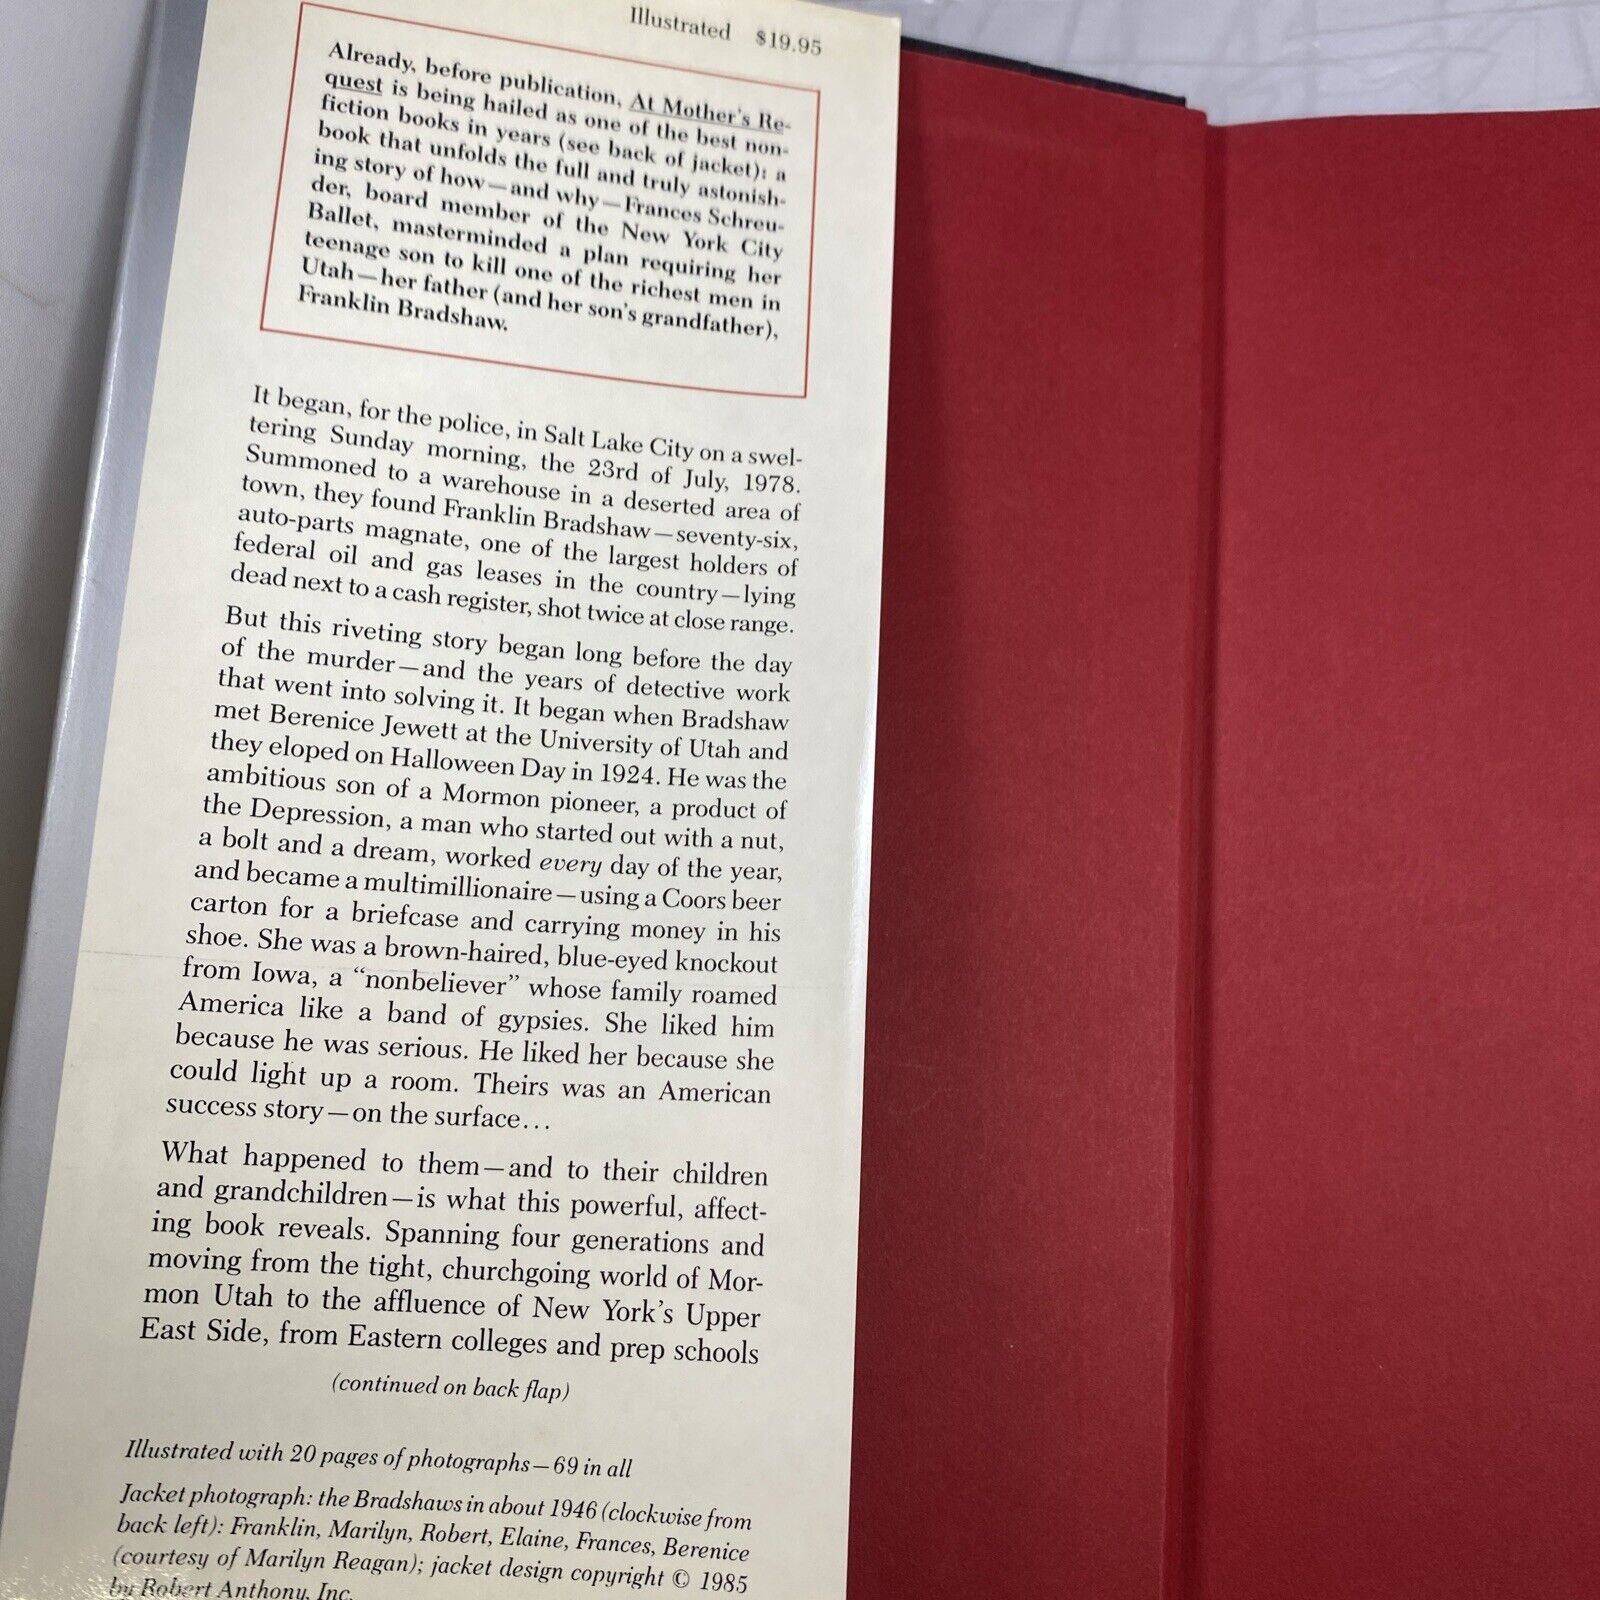 Illustrated $19.95
Already, before publication, At Mother's Re-
quest is being hailed as one of the best non-
fiction books in years (see back of jacket): a
book that unfolds the full and truly astonish-
ing story of how—and why—Frances Schreu-
der, board member of the New York City
Ballet, masterminded a plan requiring her
teenage son to kill one of the richest men in
Utah—her father (and her son's grandfather),
Franklin Bradshaw.
It began, for the police, in Salt Lake City on a swel-
tering Sunday morning, the 23rd of July, 1978.
Summoned to a warehouse in a deserted area of
town, they found Franklin Bradshaw—seventy-six,
auto-parts magnate, one of the largest holders of
federal oil and gas leases in the country—lying
dead next to a cash register, shot twice at close range.
But this riveting story began long before the day
of the murder—and the years of detective work
that went into solving it. It began when Bradshaw
met Berenice Jewett at the University of Utah and
they eloped on Halloween Day in 1924. He was the
ambitious son of a Mormon pioneer, a product of
the Depression, a man who started out with a nut,
a bolt and a dream, worked every day of the year,
and became a multimillionaire—using a Coors beer
carton for a briefcase and carrying money in his
shoe. She was a brown-haired, blue-eyed knockout
from Iowa, a “nonbeliever” whose family roamed
America like a band of gypsies. She liked him
because he was serious. He liked her because she
could light up a room. Theirs was an American
success story—on the surface...
What happened to them—and to their children
and grandchildren—is what this powerful, affect-
ing book reveals. Spanning four generations and
moving from the tight, churchgoing world of Mor-
mon Utah to the affluence of New York's Upper
East Side, from Eastern colleges and prep schools
(continued on back flap)
Illustrated with 20 pages of photographs—69 in all
Jacket photograph: the Bradshaws in about 1946 (clockwise from
back left): Franklin, Marilyn, Robert, Elaine, Frances, Berenice
(courtesy of Marilyn Reagan); jacket design copyright © 1985
by Robert Anthony, Inc.